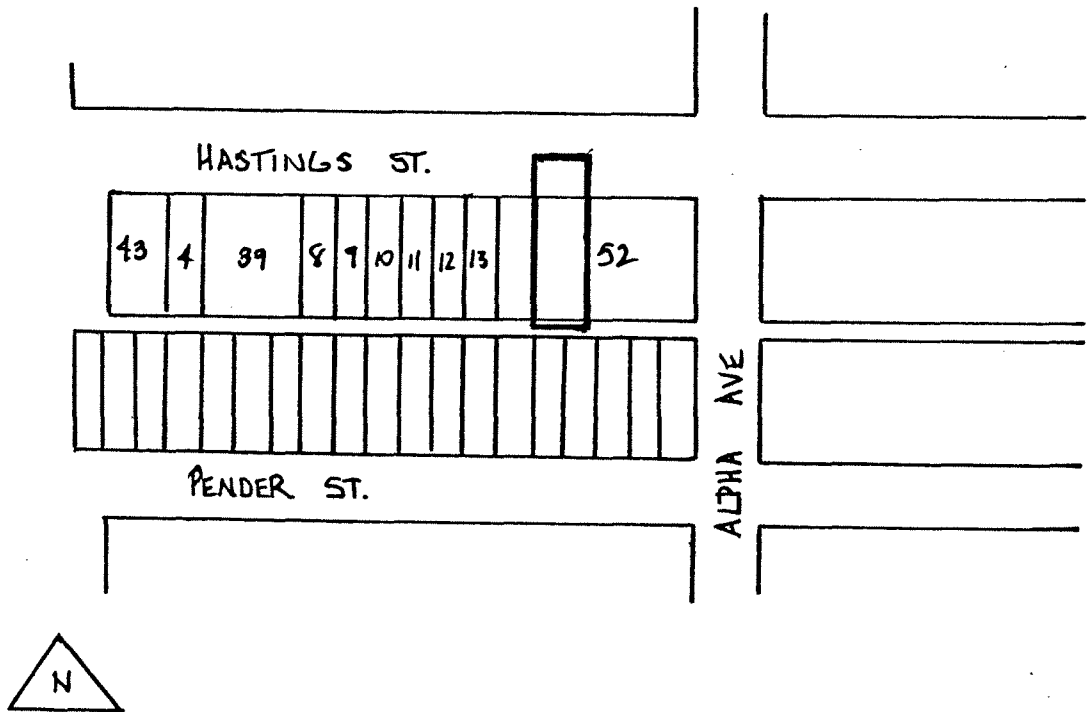 HASTINGS ST.
43 4 39 8 9 10 11 12 13 52
PENDER ST.
ALPHA AVE
N